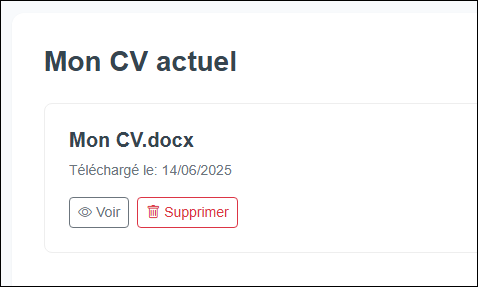 Mon CV actuel
Mon CV.docx
Téléchargé le: 14/06/2025
Voir Supprimer